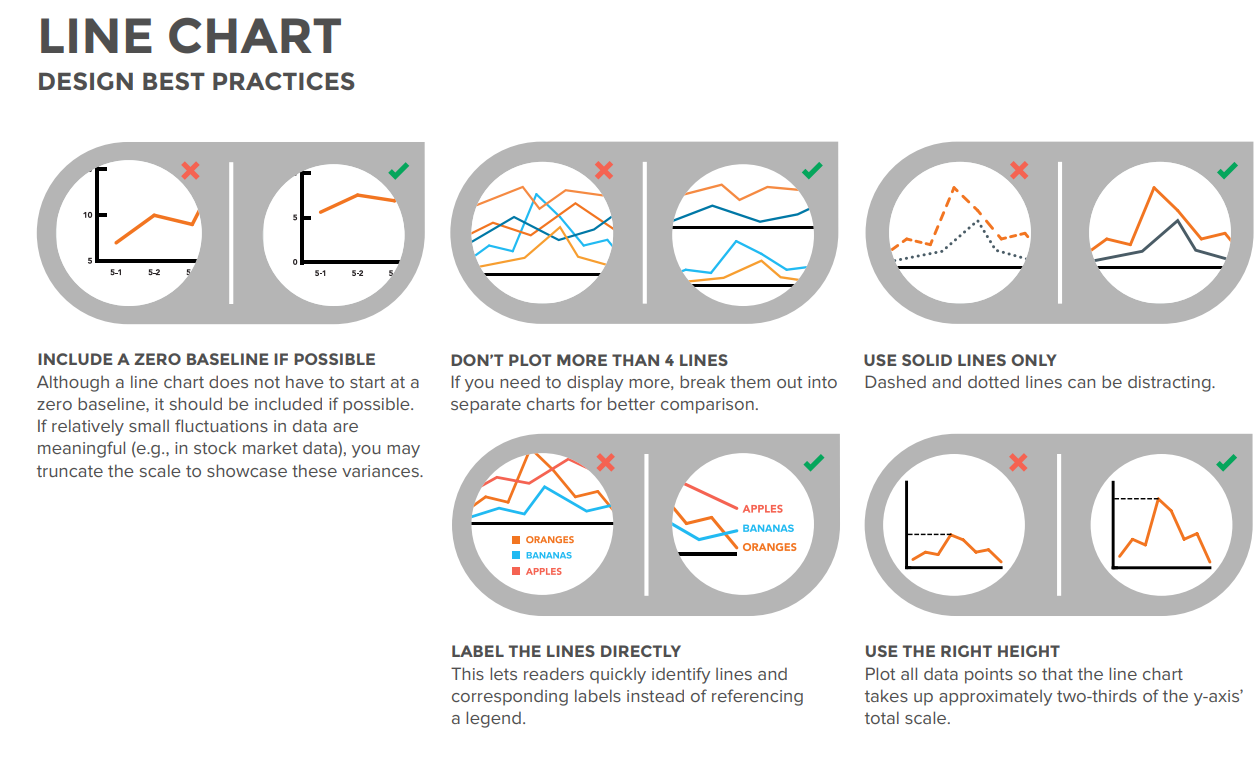 LINE CHART
DESIGN BEST PRACTICES
10
5
5-1
5-2
5
5
0
5-1
5-2
5
INCLUDE A ZERO BASELINE IF POSSIBLE
Although a line chart does not have to start at a
zero baseline, it should be included if possible.
If relatively small fluctuations in data are
meaningful (e.g., in stock market data), you may
truncate the scale to showcase these variances.
DON’T PLOT MORE THAN 4 LINES
If you need to display more, break them out into
separate charts for better comparison.
USE SOLID LINES ONLY
Dashed and dotted lines can be distracting.
ORANGES
BANANAS
APPLES
APPLES
BANANAS
ORANGES
LABEL THE LINES DIRECTLY
This lets readers quickly identify lines and
corresponding labels instead of referencing
a legend.
USE THE RIGHT HEIGHT
Plot all data points so that the line chart
takes up approximately two-thirds of the y-axis’
total scale.